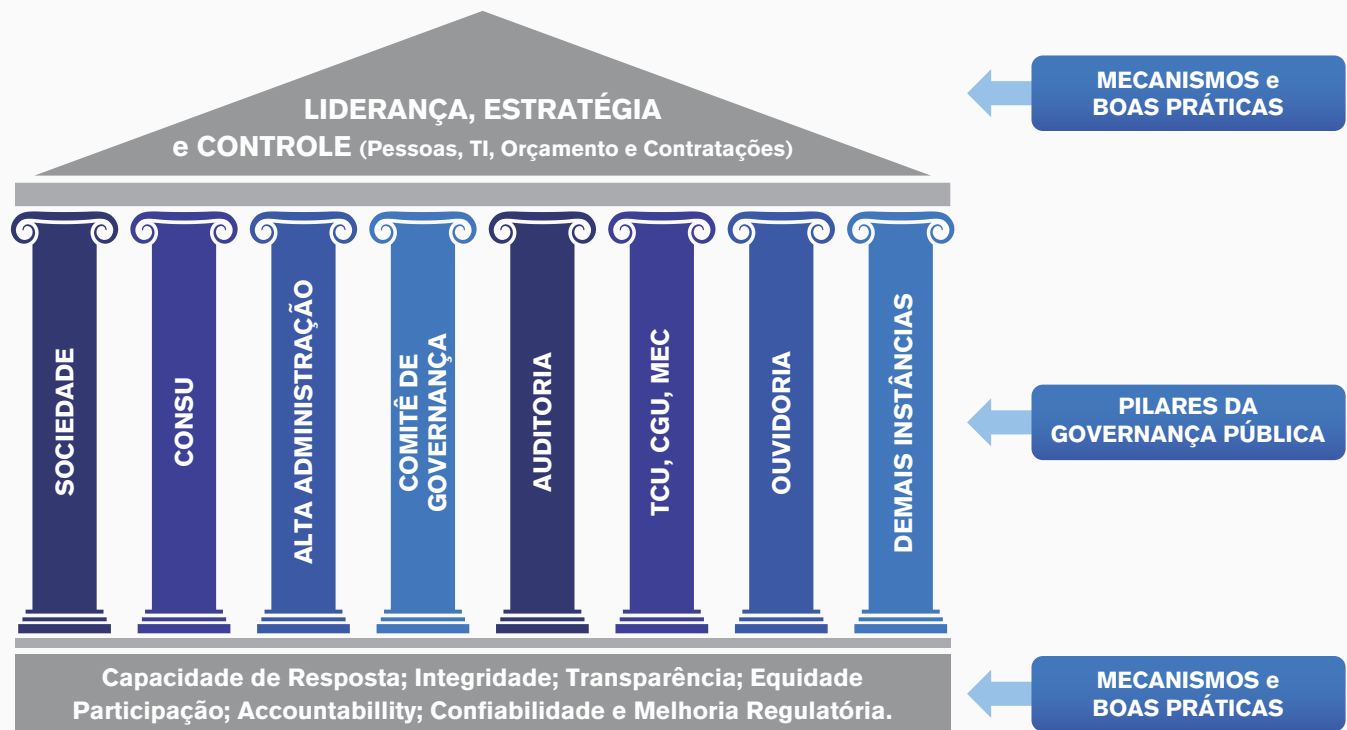 LIDERANÇA, ESTRATÉGIA
e CONTROLE (Pessoas, TI, Orçamento e Contratações)
MECANISMOS e
BOAS PRÁTICAS
SOCIEDADE
CONSU
ALTA ADMINISTRAÇÃO
COMITÊ DE
GOVERNANÇA
AUDITORIA
TCU, CGU, MEC
OUVIDORIA
DEMAIS INSTÂNCIAS
PILARES DA
GOVERNANÇA PÚBLICA
Capacidade de Resposta; Integridade; Transparência; Equidade
Participação; Accountabillity; Confiabilidade e Melhoria Regulatória.
MECANISMOS e
BOAS PRÁTICAS